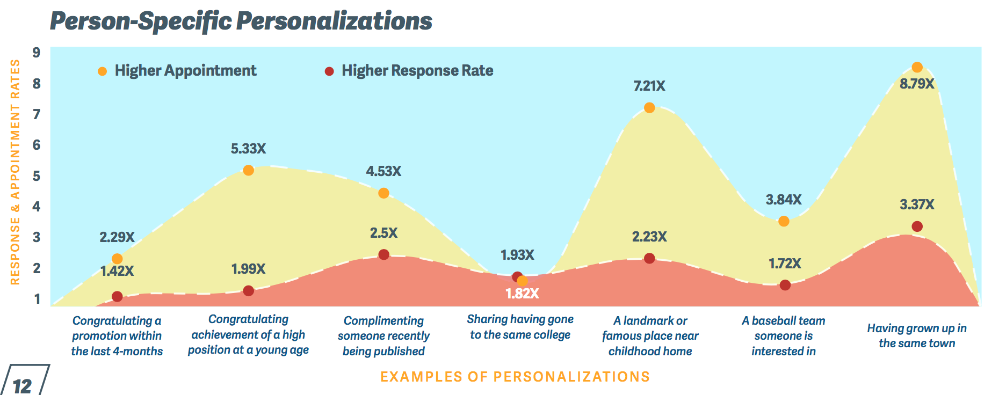 Person-Specific Personalizations
RESPONSE & APPOINTMENT RATES
9
8
7
6
5
4
3
2
1
Higher Appointment
Higher Response Rate
2.29X
1.42X
5.33X
1.99X
4.53X
2.5X
1.93X
1.82X
7.21X
2.23X
3.84X
1.72X
8.79X
3.37X
Congratulating a
promotion within
the last 4-months
Congratulating
achievement of a high
position at a young age
Complimenting
someone recently
being published
Sharing having gone
to the same college
A landmark or
famous place near
childhood home
A baseball team
someone is
interested in
Having grown up in
the same town
EXAMPLES OF PERSONALIZATIONS
12